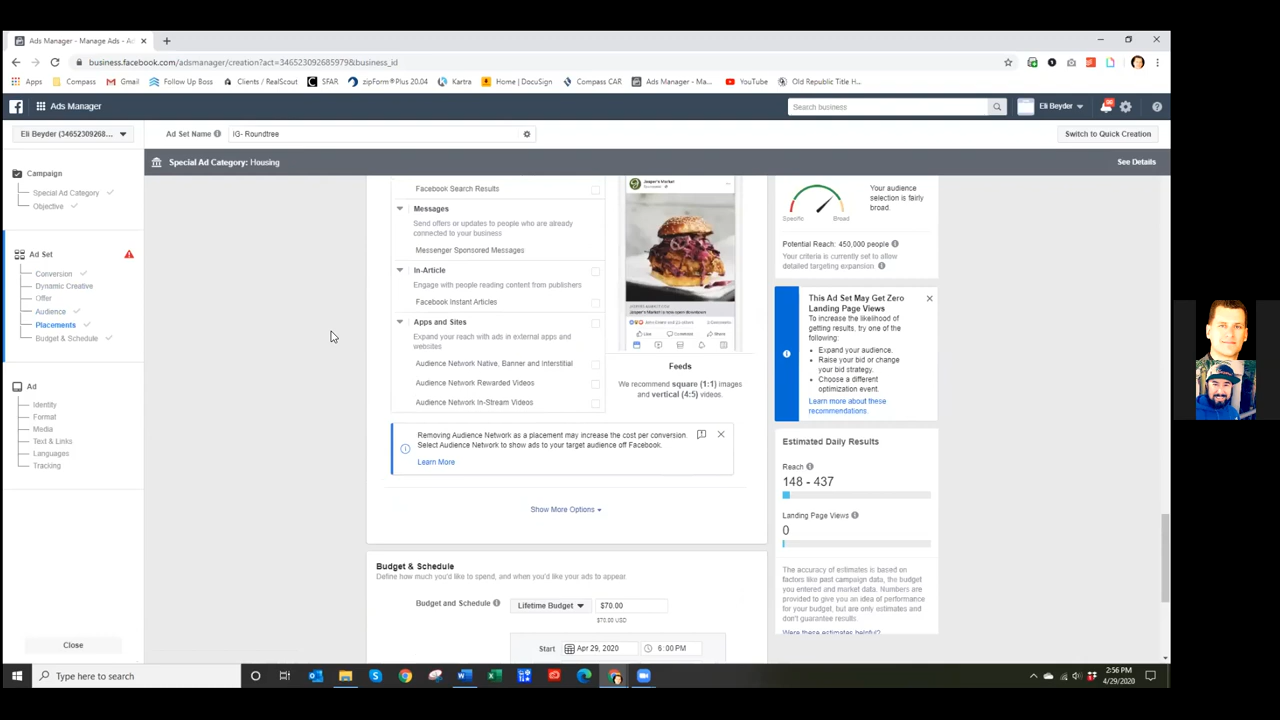 Ads Manager - Manage Ads - Ad
business.facebook.com/adsmanager/creation?act=346523092685979&business_id
Apps
Compass
Gmail
Follow Up Boss
Clients / RealScout
SFAR
zipForm®Plus 20.04
Kartra
Home | DocuSign
Compass CAR
Ads Manager - Ma...
YouTube
Old Republic Title H...
Ads Manager
Search business
Eli Beyder
Eli Beyder (34652309268...
Ad Set Name
IG- Roundtree
Switch to Quick Creation
Special Ad Category: Housing
See Details
Campaign
Special Ad Category
Objective
Ad Set
Conversion
Dynamic Creative
Offer
Audience
Placements
Budget & Schedule
Ad
Identity
Format
Media
Text & Links
Languages
Tracking
Close
Facebook Search Results
Messages
Send offers or updates to people who are already
connected to your business
Messenger Sponsored Messages
In-Article
Engage with people reading content from publishers
Facebook Instant Articles
Apps and Sites
Expand your reach with ads in external apps and
websites
Audience Network Native, Banner and Interstitial
Audience Network Rewarded Videos
Audience Network In-Stream Videos
Jasper's Market
Like
Comment
Share
Feeds
We recommend square (1:1) images
and vertical (4:5) videos.
Removing Audience Network as a placement may increase the cost per conversion.
Select Audience Network to show ads to your target audience off Facebook.
Learn More
Show More Options
Budget & Schedule
Define how much you'd like to spend, and when you'd like your ads to appear
Budget and Schedule
Lifetime Budget
$70.00
$70.00 USD
Start
Apr 29, 2020
6:00 PM
Specific
Broad
Your audience
selection is fairly
broad.
Potential Reach: 450,000 people
Your criteria is currently set to allow
detailed targeting expansion
This Ad Set May Get Zero
Landing Page Views
To increase the likelihood of
getting results, try one of the
following:
• Expand your audience.
• Raise your bid or change
your bid strategy.
• Choose a different
optimization event.
Learn more about these
recommendations.
Estimated Daily Results
Reach
148 - 437
Landing Page Views
0
The accuracy of estimates is based on
factors like past campaign data, the budget
you entered and market data. Numbers are
provided to give you an idea of performance
for your budget, but are only estimates and
don't guarantee results
Were these estimates helpful?
Type here to search
2:56 PM
4/29/2020